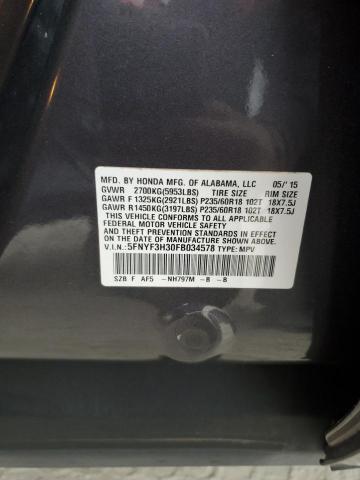 MFD. BY HONDA MFG. OF ALABAMA, LLC 05/'15
GVWR 2700KG(5953LBS) TIRE SIZE RIM SIZE
GAWR F 1325KG(2921LBS) P235/60R18 102T 18X7.5J
GAWR R 1450KG(3197LBS) P235/60R18 102T 18X7.5J
THIS VEHICLE CONFORMS TO ALL APPLICABLE
FEDERAL MOTOR VEHICLE SAFETY AND THEFT
PREVENTION STANDARDS IN EFFECT ON THE DATE
OF MANUFACTURE SHOWN ABOVE.
V.I.N.:5FNYF3H30FB034578 TYPE: MPV
SZB F AF5 -NH797M -B -B